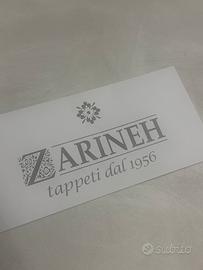 ZARINEH
tappeti dal 1956
subito